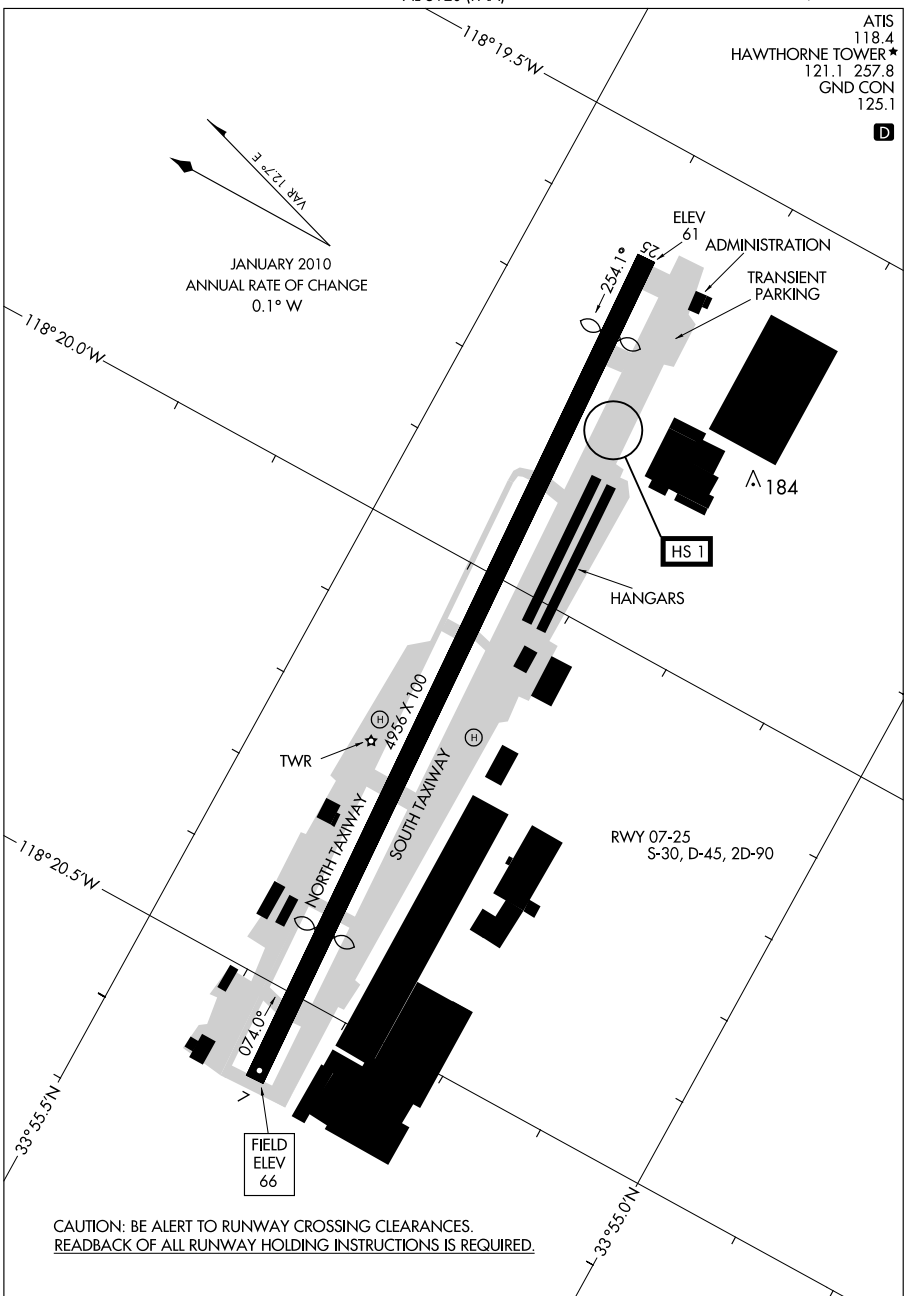 118°19.5'W
ATIS
118.4
HAWTHORNE TOWER★
121.1 257.8
GND CON
125.1
D
VAR 12.7° E
JANUARY 2010
ANNUAL RATE OF CHANGE
0.1° W
ELEV
61
25
254.1°
ADMINISTRATION
TRANSIENT
PARKING
118°20.0'W
184
HS 1
HANGARS
4956 X 100
H
H
TWR
NORTH TAXIWAY
SOUTH TAXIWAY
RWY 07-25
S-30, D-45, 2D-90
118°20.5'W
074.0°
7
33°55.5'N
FIELD
ELEV
66
33°55.0'N
CAUTION: BE ALERT TO RUNWAY CROSSING CLEARANCES.
READBACK OF ALL RUNWAY HOLDING INSTRUCTIONS IS REQUIRED.